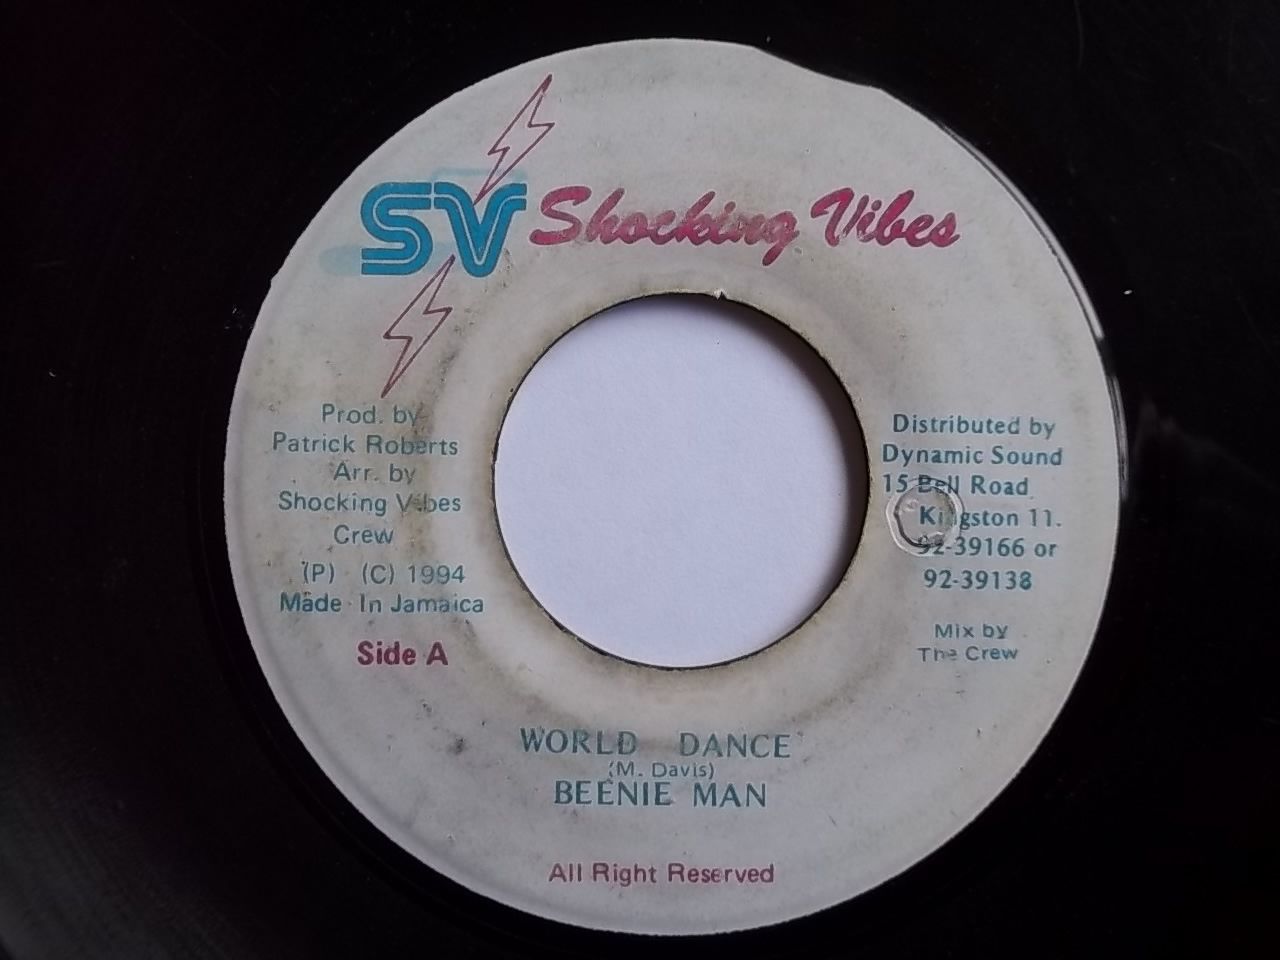 SV Shocking Vibes
Prod. by
Patrick Roberts
Arr. by
Shocking Vibes
Crew
(P) (C) 1994
Made In Jamaica
Side A
Distributed by
Dynamic Sound
15 Bell Road
Kingston 11.
92-39166 or
92-39138
Mix by
The Crew
WORLD DANCE
(M. Davis)
BEENIE MAN
All Right Reserved